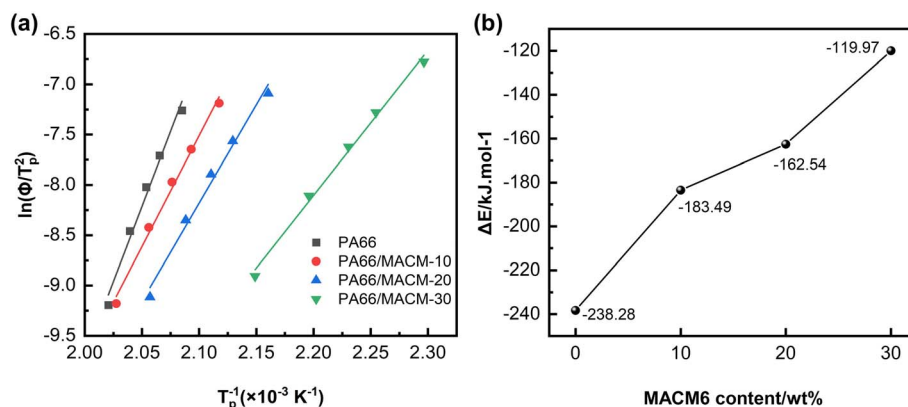 (a)
-6.5
-7.0
-7.5
-8.0
-8.5
-9.0
-9.5
ln(Φ/T_p^2)
PA66
PA66/MACM-10
PA66/MACM-20
PA66/MACM-30
2.00 2.05 2.10 2.15 2.20 2.25 2.30
T_p^-1(×10^-3 K^-1)
(b)
-120
-140
-160
-180
-200
-220
-240
ΔE/kJ.mol-1
-119.97
-162.54
-183.49
-238.28
0 10 20 30
MACM6 content/wt%